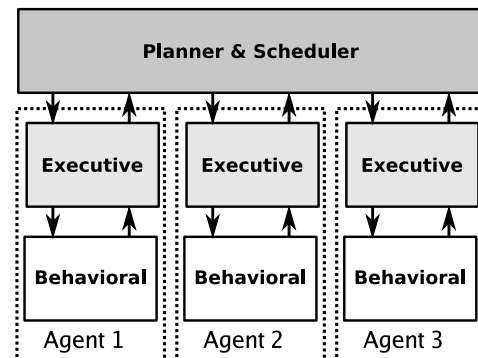 Planner & Scheduler
Executive
Executive
Executive
Behavioral
Behavioral
Behavioral
Agent 1
Agent 2
Agent 3